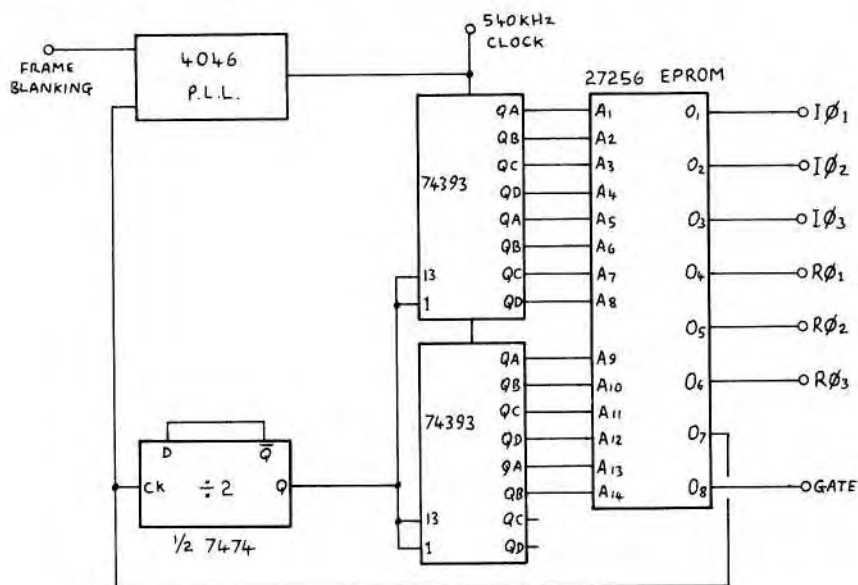 540KHZ
CLOCK
FRAME
BLANKING
4046
P.L.L.
27256 EPROM
74393
QA
QB
QC
QD
QA
QB
QC
QD
13
1
A1
A2
A3
A4
A5
A6
A7
A8
A9
A10
A11
A12
A13
A14
O1
O2
O3
O4
O5
O6
O7
O8
IØ1
IØ2
IØ3
RØ1
RØ2
RØ3
GATE
74393
QA
QB
QC
QD
QA
QB
QC
QD
13
1
D
Q̅
CK
÷2
Q
1/2 7474